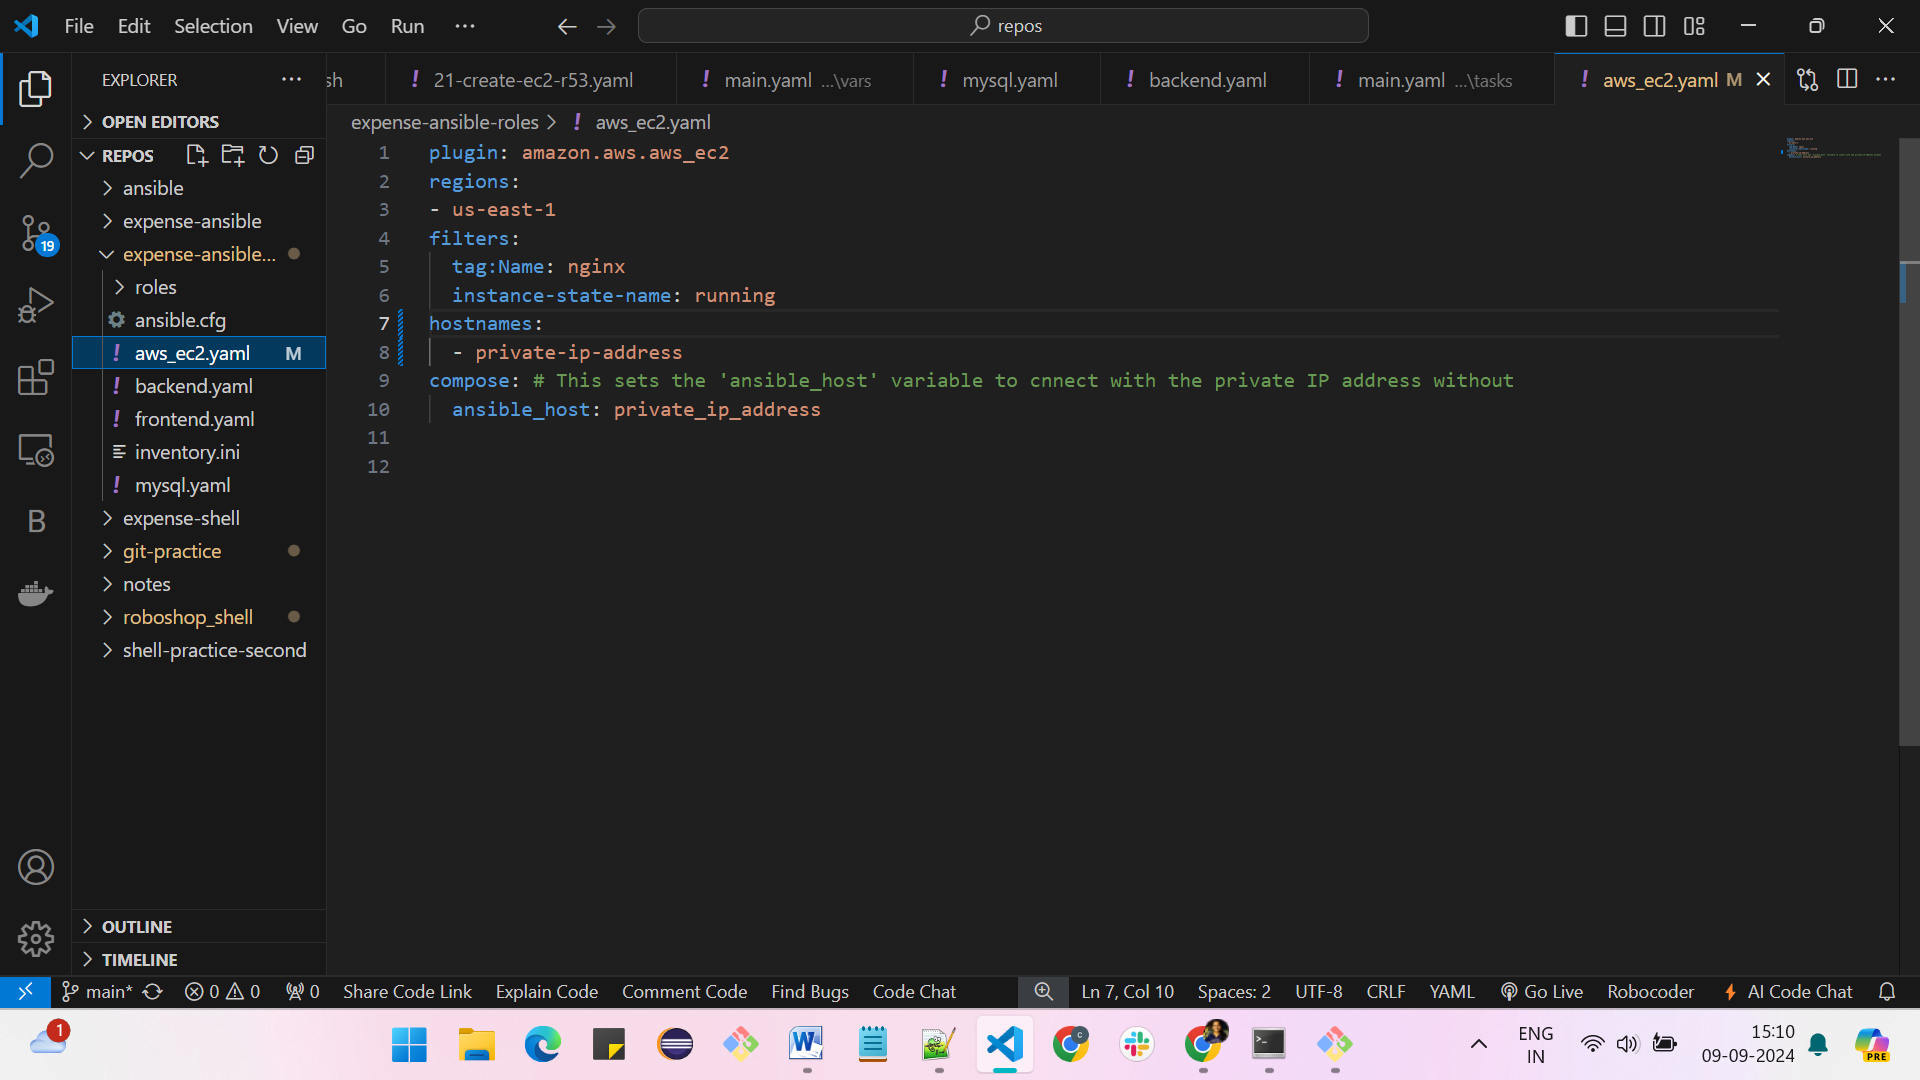 File Edit Selection View Go Run ··· repos
EXPLORER ···
sh
21-create-ec2-r53.yaml
main.yaml ...\vars
mysql.yaml
backend.yaml
main.yaml ...\tasks
aws_ec2.yaml M
OPEN EDITORS
REPOS
ansible
expense-ansible
expense-ansible...
roles
ansible.cfg
aws_ec2.yaml M
backend.yaml
frontend.yaml
inventory.ini
mysql.yaml
expense-shell
git-practice
notes
roboshop_shell
shell-practice-second
OUTLINE
TIMELINE
19
B
expense-ansible-roles > ! aws_ec2.yaml
1 plugin: amazon.aws.aws_ec2
2 regions:
3 - us-east-1
4 filters:
5 tag:Name: nginx
6 instance-state-name: running
7 hostnames:
8 - private-ip-address
9 compose: # This sets the 'ansible_host' variable to cnnect with the private IP address without
10 ansible_host: private_ip_address
11
12
main* 0 0 0 Share Code Link Explain Code Comment Code Find Bugs Code Chat Ln 7, Col 10 Spaces: 2 UTF-8 CRLF YAML Go Live Robocoder AI Code Chat
1
ENG
IN
15:10
09-09-2024
PRE